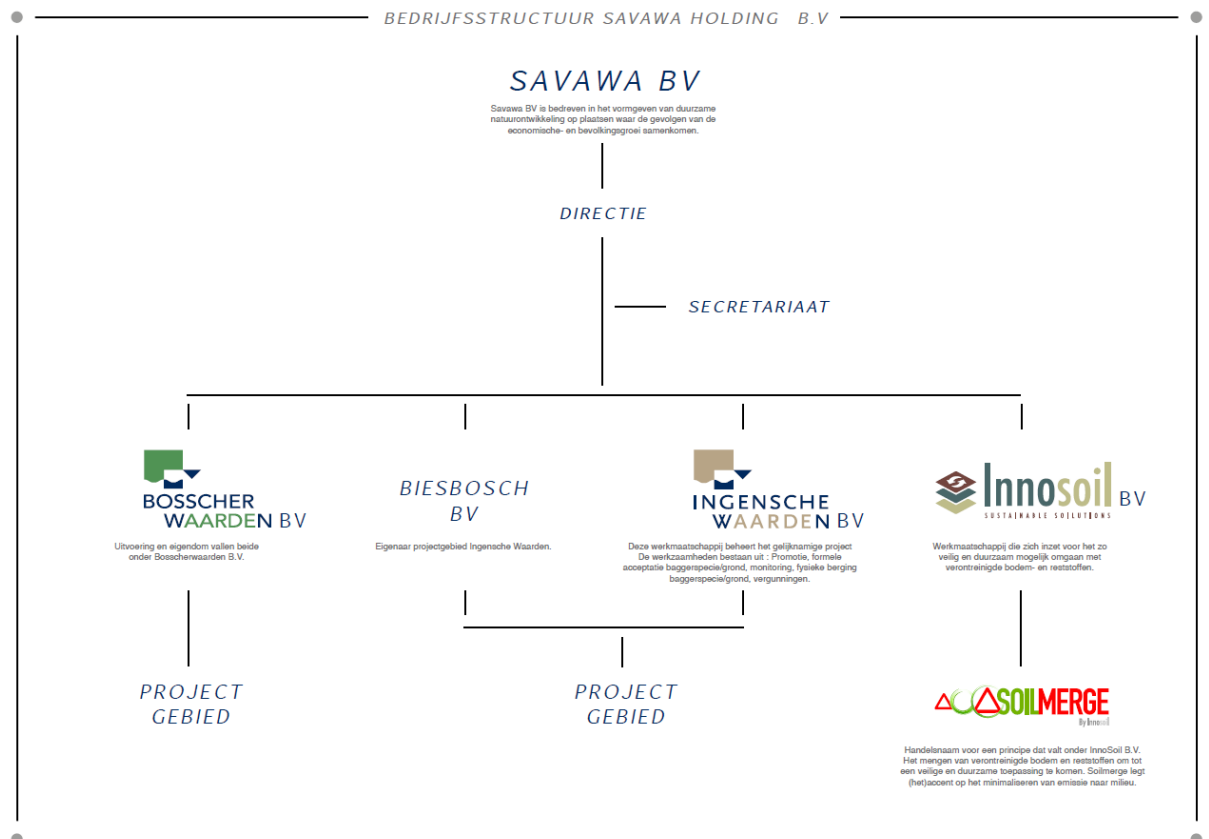 BEDRIJFSSTRUCTUUR SAVAWA HOLDING B.V
SAVAWA BV
Savawa BV is bedreven in het vormgeven van duurzame
natuurontwikkeling op plaatsen waar de gevolgen van de
economische- en bevolkingsgroei samenkomen.
DIRECTIE
SECRETARIAAT
BOSSCHER
WAARDEN BV
Uitvoering en eigendom vallen beide
onder Bosscherwaarden B.V.
BIESBOSCH
BV
Eigenaar projectgebied Ingensche Waarden.
INGENSCHE
WAARDEN BV
Deze werkmaatschappij beheert het gelijknamige project
De werkzaamheden bestaan uit : Promotie, formele
acceptatie baggerspecie/grond, monitoring, fysieke berging
baggerspecie/grond, vergunningen.
Innosoil BV
SUSTAINABLE SOLUTIONS
Werkmaatschappij die zich inzet voor het zo
veilig en duurzaam mogelijk omgaan met
verontreinigde bodem- en reststoffen.
PROJECT
GEBIED
PROJECT
GEBIED
SOILMERGE
By Innosoil
Handelsnaam voor een principe dat valt onder InnoSoil B.V.
Het mengen van verontreinigde bodem en reststoffen om tot
een veilige en duurzame toepassing te komen. Soilmerge legt
(het)accent op het minimaliseren van emissie naar milieu.